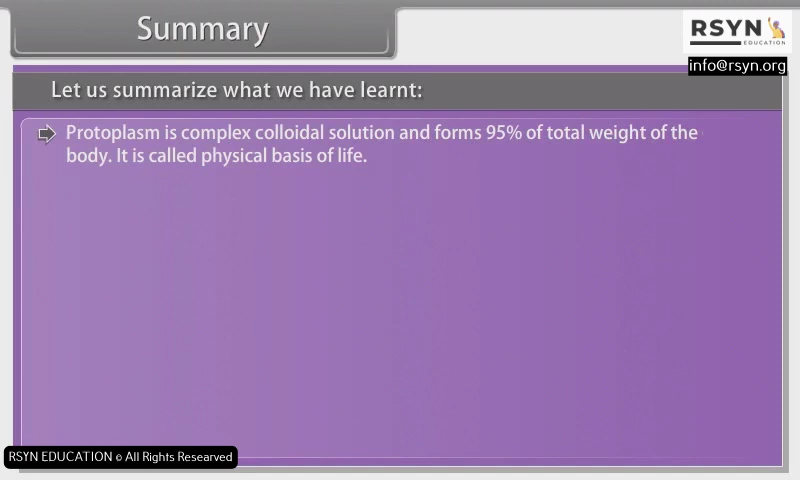 Summary
RSYN
EDUCATION
info@rsyn.org
Let us summarize what we have learnt:
Protoplasm is complex colloidal solution and forms 95% of total weight of the
body. It is called physical basis of life.
RSYN EDUCATION © All Rights Researved